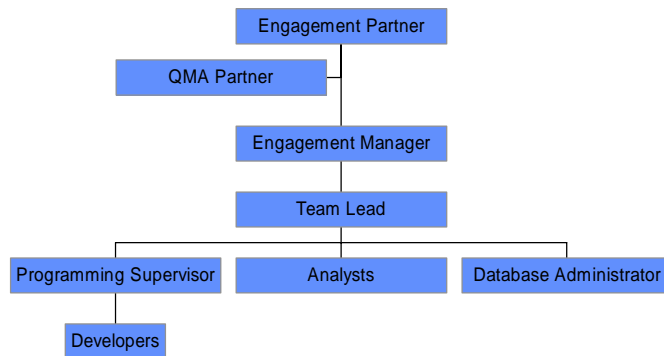 Engagement Partner
QMA Partner
Engagement Manager
Team Lead
Programming Supervisor
Analysts
Database Administrator
Developers